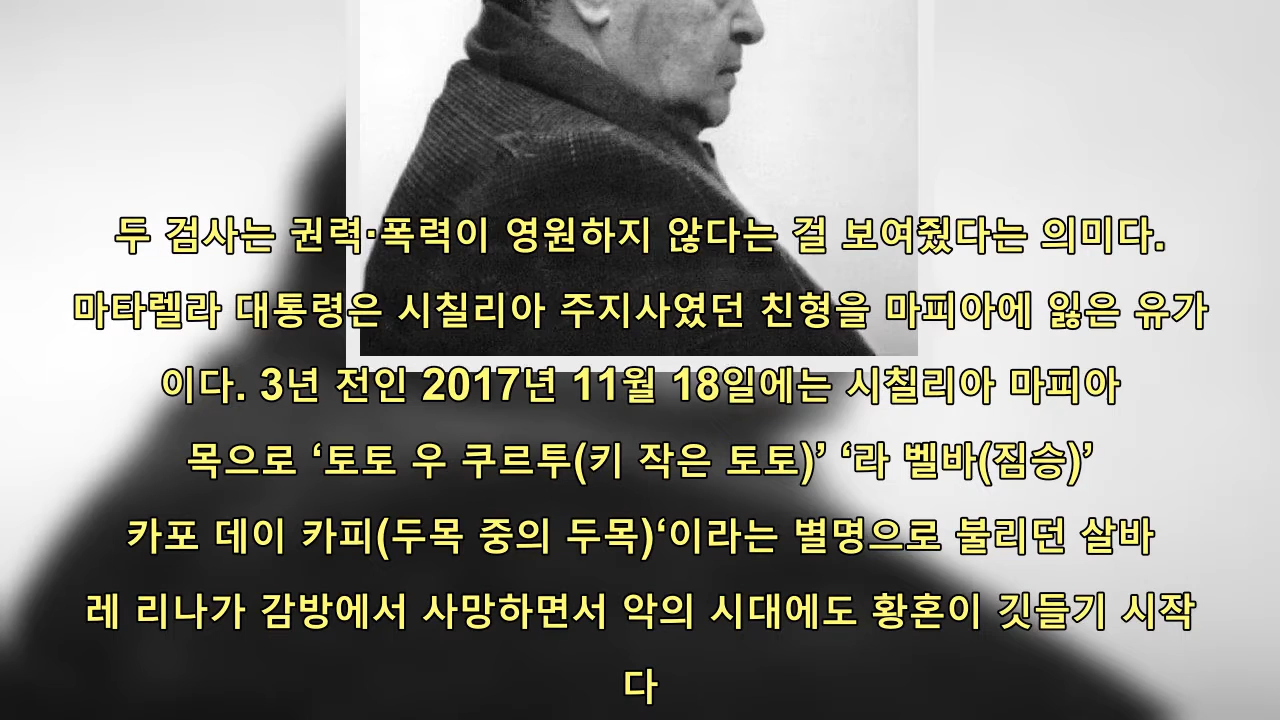 두 검사는 권력·폭력이 영원하지 않다는 걸 보여줬다는 의미다.
마타렐라 대통령은 시칠리아 주지사였던 친형을 마피아에 잃은 유가
이다. 3년 전인 2017년 11월 18일에는 시칠리아 마피아
목으로 ‘토토 우 쿠르투(키 작은 토토)’ ‘라 벨바(짐승)’
카포 데이 카피(두목 중의 두목)‘이라는 별명으로 불리던 살바
레 리나가 감방에서 사망하면서 악의 시대에도 황혼이 깃들기 시작
다